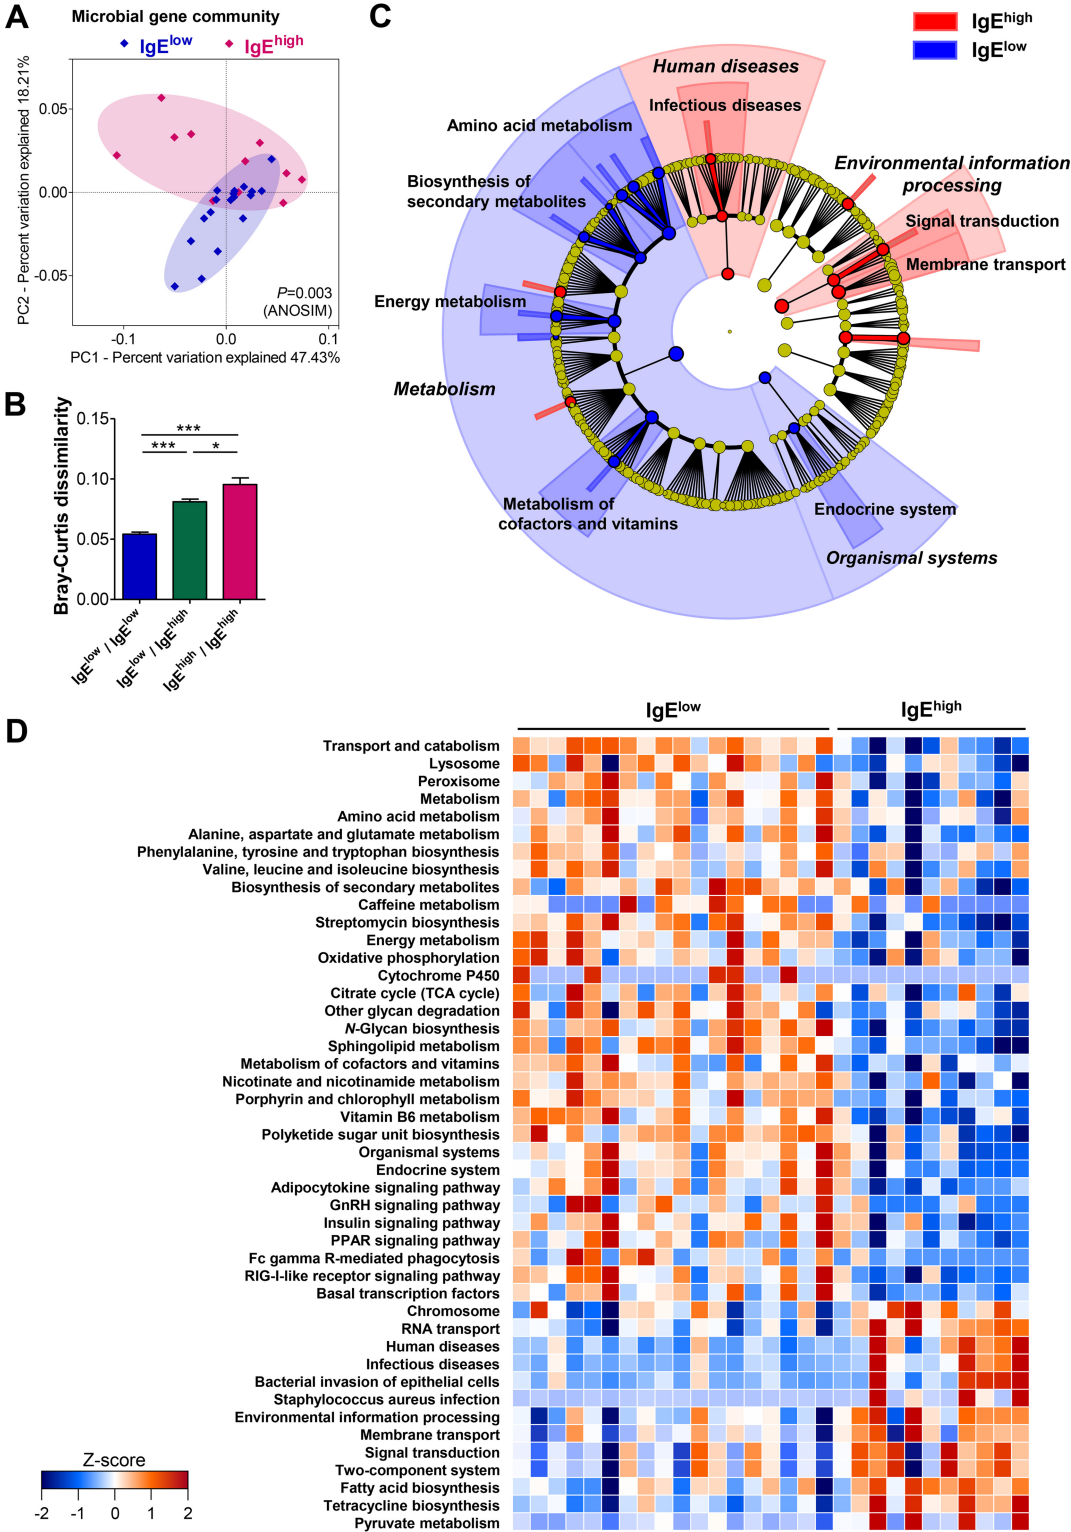 A
Microbial gene community
IgElow
IgEhigh
PC2 - Percent variation explained 18.21%
0.05
0.00
-0.05
P=0.003
(ANOSIM)
-0.1
0.0
0.1
PC1 - Percent variation explained 47.43%
B
Bray-Curtis dissimilarity
0.15
0.10
0.05
0.00
***
***
*
IgElow / IgElow
IgElow / IgEhigh
IgEhigh / IgEhigh
C
IgEhigh
IgElow
Human diseases
Infectious diseases
Amino acid metabolism
Environmental information
processing
Biosynthesis of
secondary metabolites
Signal transduction
Membrane transport
Energy metabolism
Metabolism
Metabolism of
cofactors and vitamins
Endocrine system
Organismal systems
D
IgElow
IgEhigh
Transport and catabolism
Lysosome
Peroxisome
Metabolism
Amino acid metabolism
Alanine, aspartate and glutamate metabolism
Phenylalanine, tyrosine and tryptophan biosynthesis
Valine, leucine and isoleucine biosynthesis
Biosynthesis of secondary metabolites
Caffeine metabolism
Streptomycin biosynthesis
Energy metabolism
Oxidative phosphorylation
Cytochrome P450
Citrate cycle (TCA cycle)
Other glycan degradation
N-Glycan biosynthesis
Sphingolipid metabolism
Metabolism of cofactors and vitamins
Nicotinate and nicotinamide metabolism
Porphyrin and chlorophyll metabolism
Vitamin B6 metabolism
Polyketide sugar unit biosynthesis
Organismal systems
Endocrine system
Adipocytokine signaling pathway
GnRH signaling pathway
Insulin signaling pathway
PPAR signaling pathway
Fc gamma R-mediated phagocytosis
RIG-I-like receptor signaling pathway
Basal transcription factors
Chromosome
RNA transport
Human diseases
Infectious diseases
Bacterial invasion of epithelial cells
Staphylococcus aureus infection
Environmental information processing
Membrane transport
Signal transduction
Two-component system
Fatty acid biosynthesis
Tetracycline biosynthesis
Pyruvate metabolism
Z-score
-2 -1 0 1 2